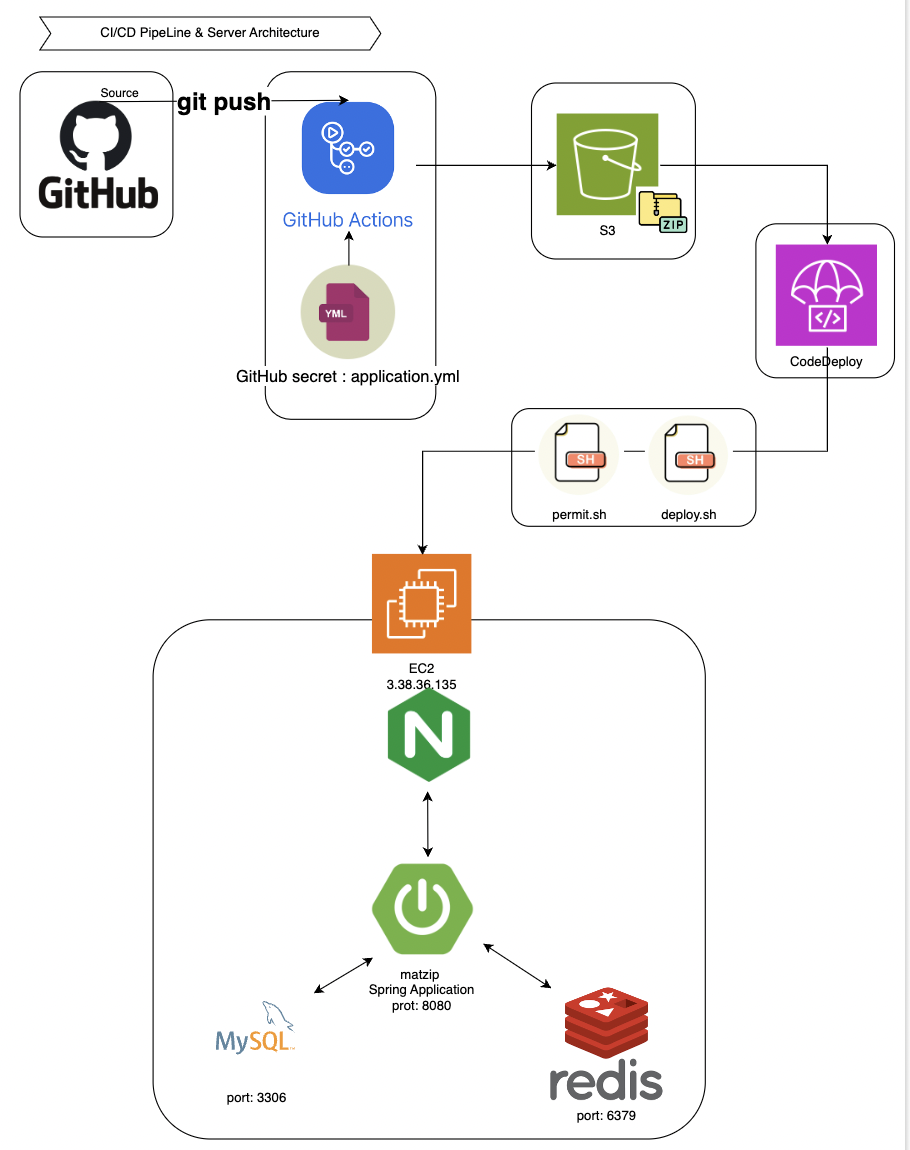 CI/CD PipeLine & Server Architecture
Source
git push
GitHub
GitHub Actions
YML
GitHub secret : application.yml
ZIP
S3
</>
CodeDeploy
SH
SH
permit.sh
deploy.sh
EC2
3.38.36.135
N
matzip
Spring Application
prot: 8080
MySQL™
port: 3306
redis
port: 6379